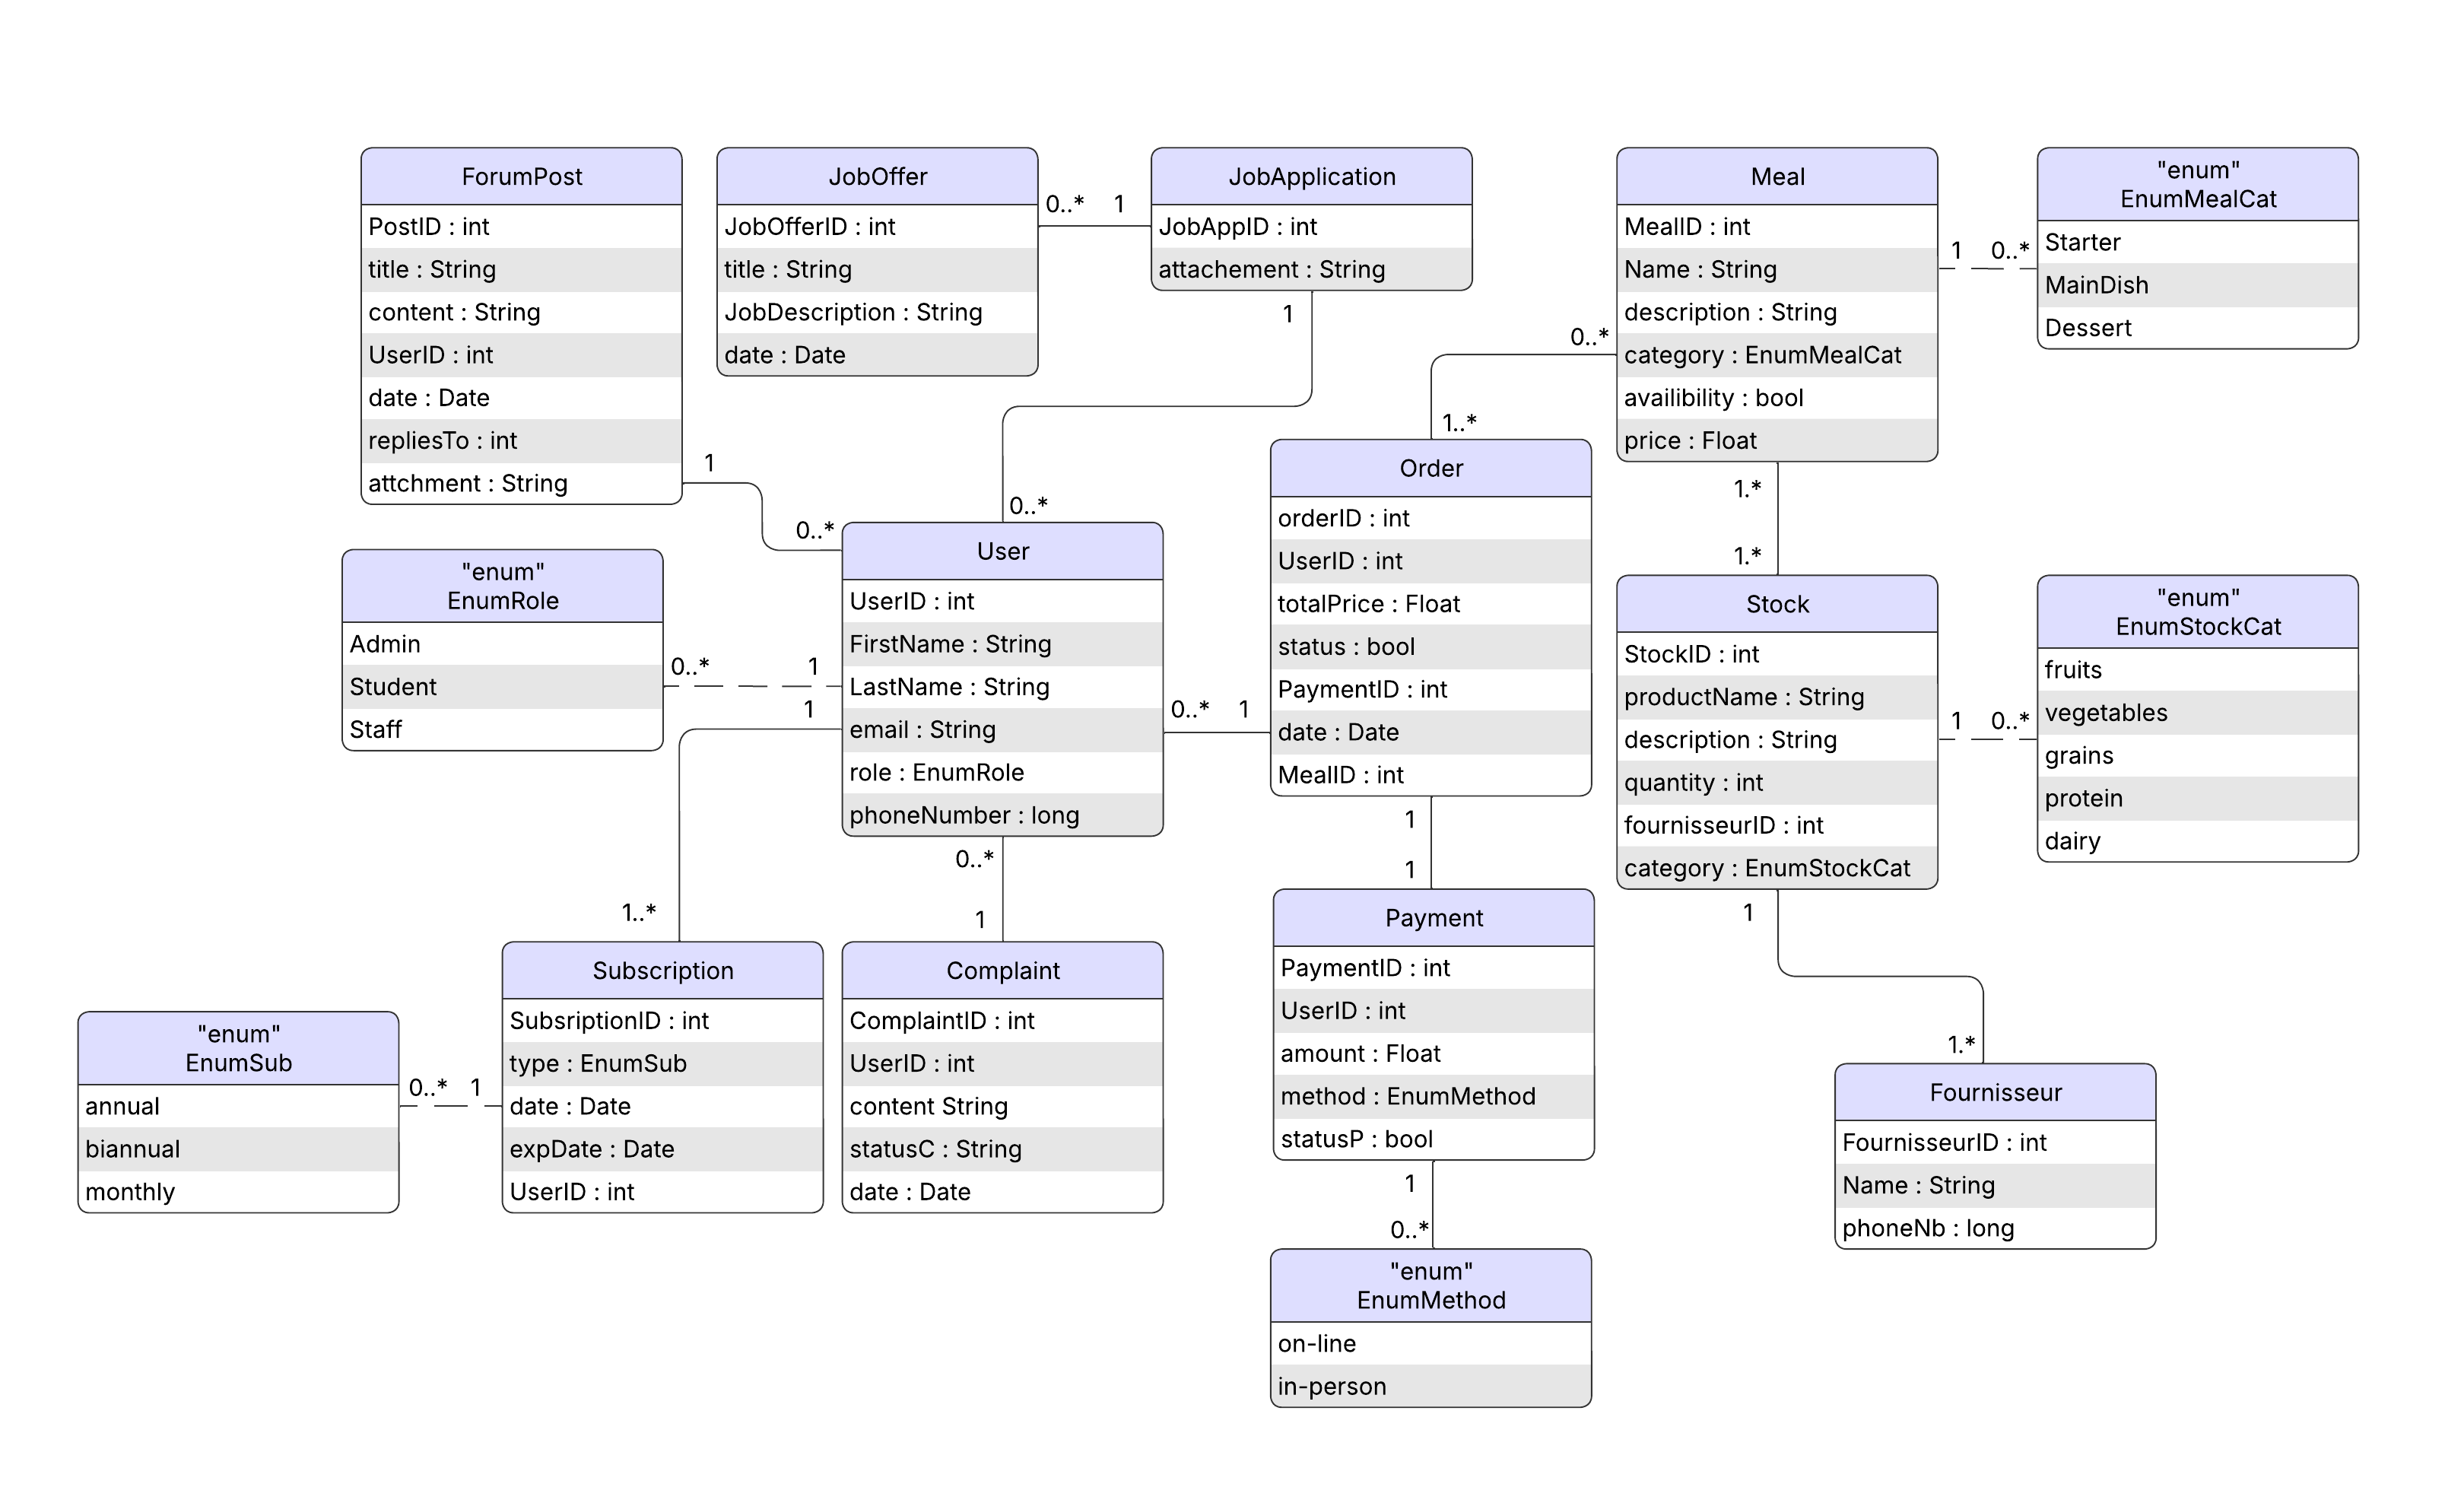 ForumPost
PostID : int
title : String
content : String
UserID : int
date : Date
repliesTo : int
attchment : String
1
0..*
JobOffer
JobOfferID : int
title : String
JobDescription : String
date : Date
0..* 1
JobApplication
JobAppID : int
attachement : String
1
0..*
Meal
MealID : int
Name : String
description : String
category : EnumMealCat
availibility : bool
price : Float
1 0..*
"enum"
EnumMealCat
Starter
MainDish
Dessert
0..*
1..*
1.*
1.*
"enum"
EnumRole
Admin
Student
Staff
0..* 1
User
UserID : int
FirstName : String
LastName : String
email : String
role : EnumRole
phoneNumber : long
0..* 1
Order
orderID : int
UserID : int
totalPrice : Float
status : bool
PaymentID : int
date : Date
MealID : int
1
1
Stock
StockID : int
productName : String
description : String
quantity : int
fournisseurID : int
category : EnumStockCat
1 0..*
"enum"
EnumStockCat
fruits
vegetables
grains
protein
dairy
1
1..*
0..*
1
1
1.*
"enum"
EnumSub
annual
biannual
monthly
0..* 1
Subscription
SubsriptionID : int
type : EnumSub
date : Date
expDate : Date
UserID : int
Complaint
ComplaintID : int
UserID : int
content String
statusC : String
date : Date
Payment
PaymentID : int
UserID : int
amount : Float
method : EnumMethod
statusP : bool
1
0..*
"enum"
EnumMethod
on-line
in-person
Fournisseur
FournisseurID : int
Name : String
phoneNb : long